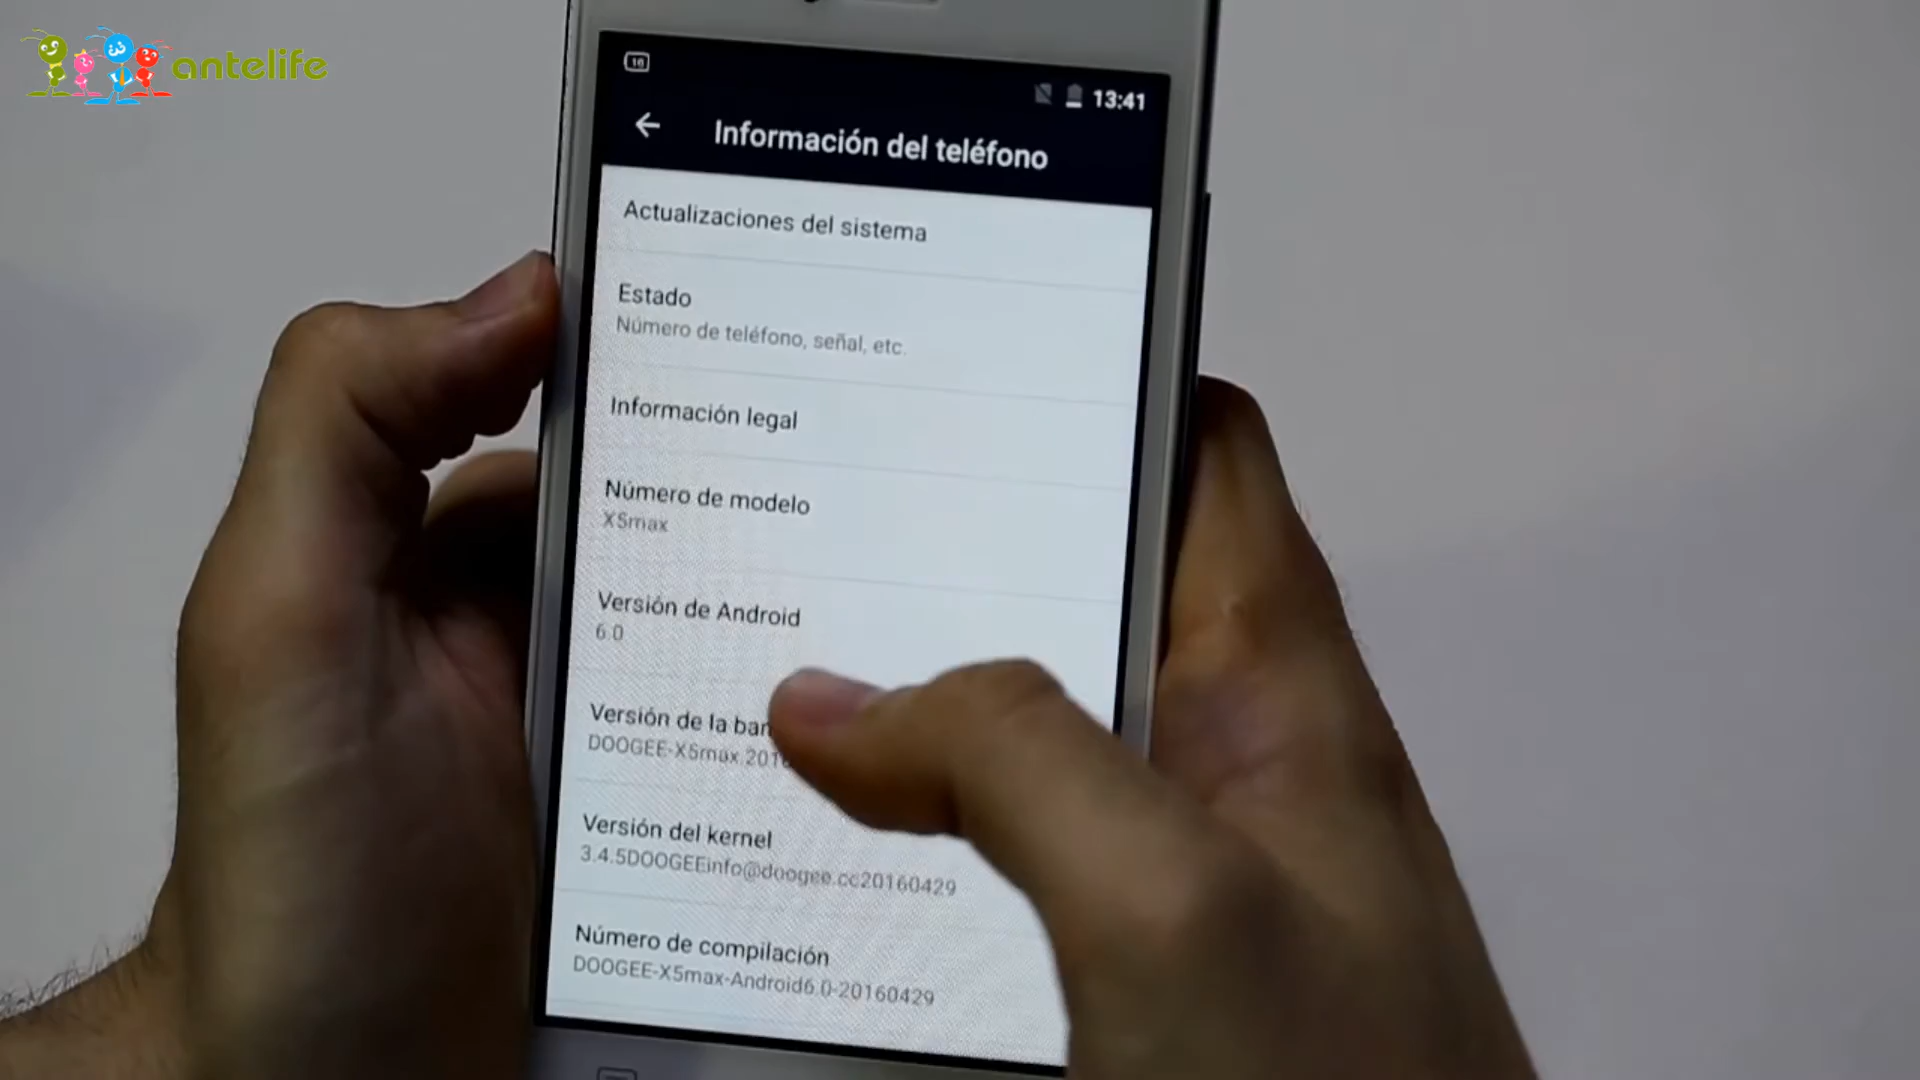 antelife
16
13:41
Información del teléfono
Actualizaciones del sistema
Estado
Número de teléfono, señal, etc.
Información legal
Número de modelo
X5max
Versión de Android
6.0
Versión de la ban
DOOGEE-X5max.201
Versión del kernel
3.4.5DOOGEEinfo@doogee.cc20160429
Número de compilación
DOOGEE-X5max-Android6.0-20160429